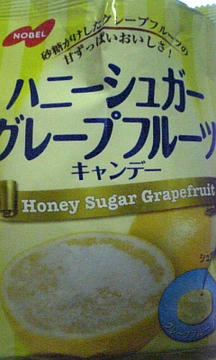 NOBEL
砂糖がけしたグレープフルーツの
甘ずっぱいおいしさ!
ハニーシュガー
グレープフルーツ
キャンデー
Honey Sugar Grapefruit